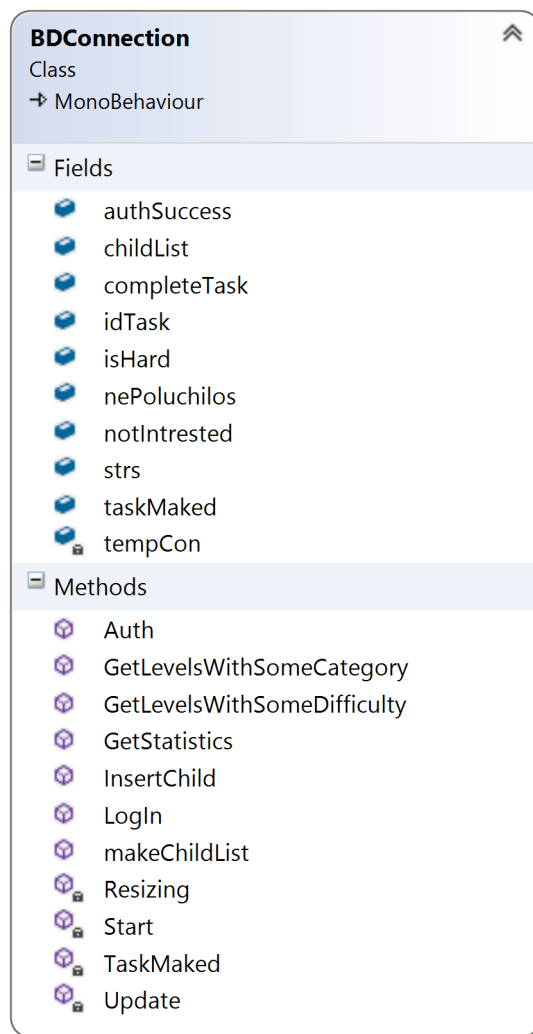 BDConnection
Class
MonoBehaviour
Fields
authSuccess
childList
completeTask
idTask
isHard
nePoluchilos
notIntrested
strs
taskMaked
tempCon
Methods
Auth
GetLevelsWithSomeCategory
GetLevelsWithSomeDifficulty
GetStatistics
InsertChild
LogIn
makeChildList
Resizing
Start
TaskMaked
Update